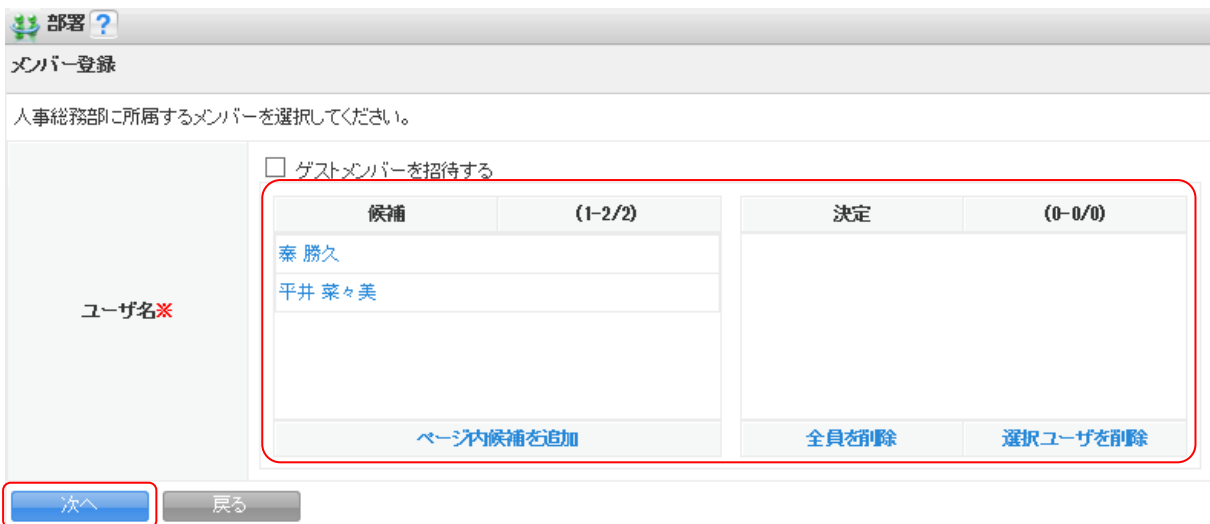 部署 ?
メンバー登録
人事総務部に所属するメンバーを選択してください。
ゲストメンバーを招待する
候補 (1-2/2) 決定 (0-0/0)
秦 勝久
平井 菜々美
ユーザ名※
ページ内候補を追加 全員を削除 選択ユーザを削除
次へ 戻る